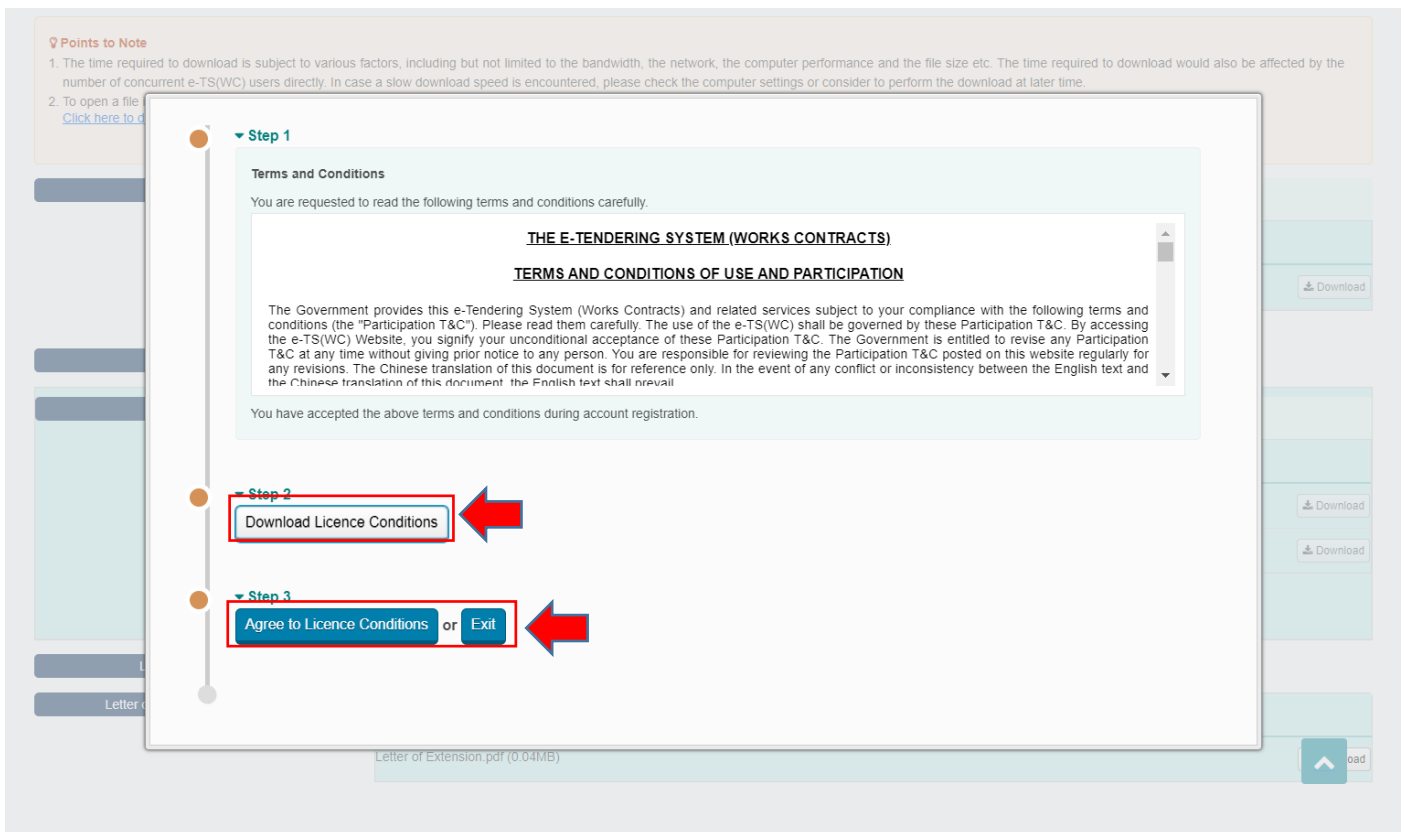 Points to Note
1. The time required to download is subject to various factors, including but not limited to the bandwidth, the network, the computer performance and the file size etc. The time required to download would also be affected by the
number of concurrent e-TS(WC) users directly. In case a slow download speed is encountered, please check the computer settings or consider to perform the download at later time.
2. To open a file
Click here to d
Step 1
Terms and Conditions
You are requested to read the following terms and conditions carefully.
THE E-TENDERING SYSTEM (WORKS CONTRACTS)
TERMS AND CONDITIONS OF USE AND PARTICIPATION
The Government provides this e-Tendering System (Works Contracts) and related services subject to your compliance with the following terms and
conditions (the "Participation T&C"). Please read them carefully. The use of the e-TS(WC) shall be governed by these Participation T&C. By accessing
the e-TS(WC) Website, you signify your unconditional acceptance of these Participation T&C. The Government is entitled to revise any Participation
T&C at any time without giving prior notice to any person. You are responsible for reviewing the Participation T&C posted on this website regularly for
any revisions. The Chinese translation of this document is for reference only. In the event of any conflict or inconsistency between the English text and
the Chinese translation of this document, the English text shall prevail.
You have accepted the above terms and conditions during account registration.
Download
Step 2
Download Licence Conditions
Download
Download
Step 3
Agree to Licence Conditions or Exit
L
Letter
Letter of Extension.pdf (0.04MB)
oad